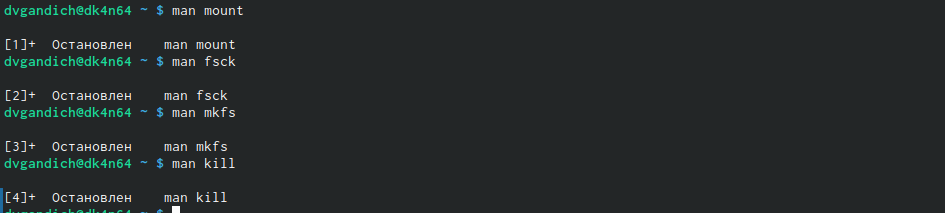 dvgandich@dk4n64 ~ $ man mount
[1]+  Остановлен    man mount
dvgandich@dk4n64 ~ $ man fsck
[2]+  Остановлен    man fsck
dvgandich@dk4n64 ~ $ man mkfs
[3]+  Остановлен    man mkfs
dvgandich@dk4n64 ~ $ man kill
[4]+  Остановлен    man kill
dvgandich@dk4n64 ~ $